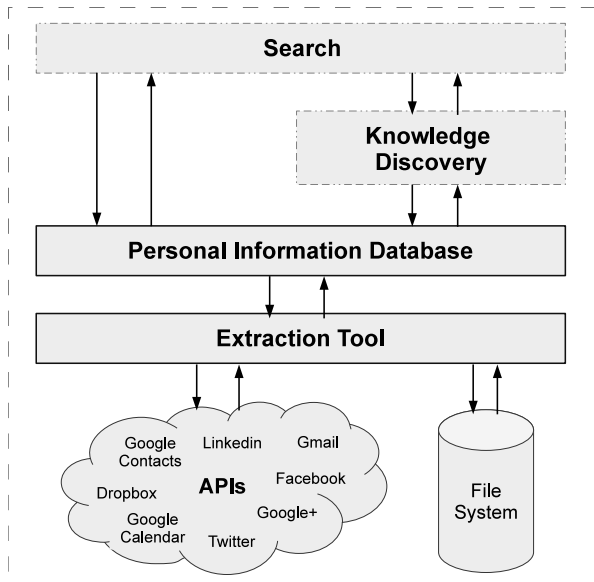 Search
Knowledge
Discovery
Personal Information Database
Extraction Tool
Google
Contacts
Linkedin
Gmail
Dropbox
APIs
Facebook
Google
Calendar
Twitter
Google+
File
System